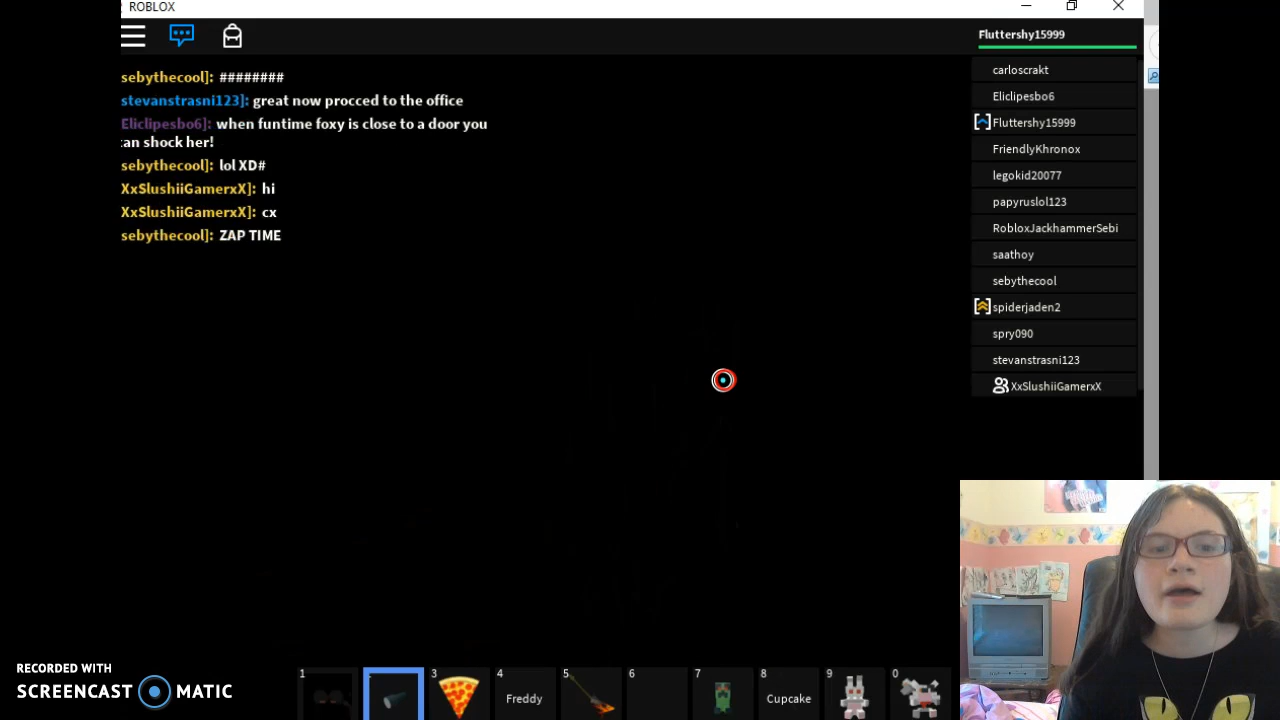 ROBLOX
Fluttershy15999
sebythecool]: ########
stevanstrasni123]: great now procced to the office
Eliclipesbo6]: when funtime foxy is close to a door you
an shock her!
sebythecool]: lol XD#
XxSlushiiGamerxX]: hi
XxSlushiiGamerxX]: cx
sebythecool]: ZAP TIME
carloscrakt
Eliclipesbo6
Fluttershy15999
FriendlyKhronox
legokid20077
papyruslol123
RobloxJackhammerSebi
saathoy
sebythecool
spiderjaden2
spry090
stevanstrasni123
XxSlushiiGamerxX
RECORDED WITH
SCREENCAST MATIC
1
3
4
Freddy
5
6
7
8
Cupcake
9
0